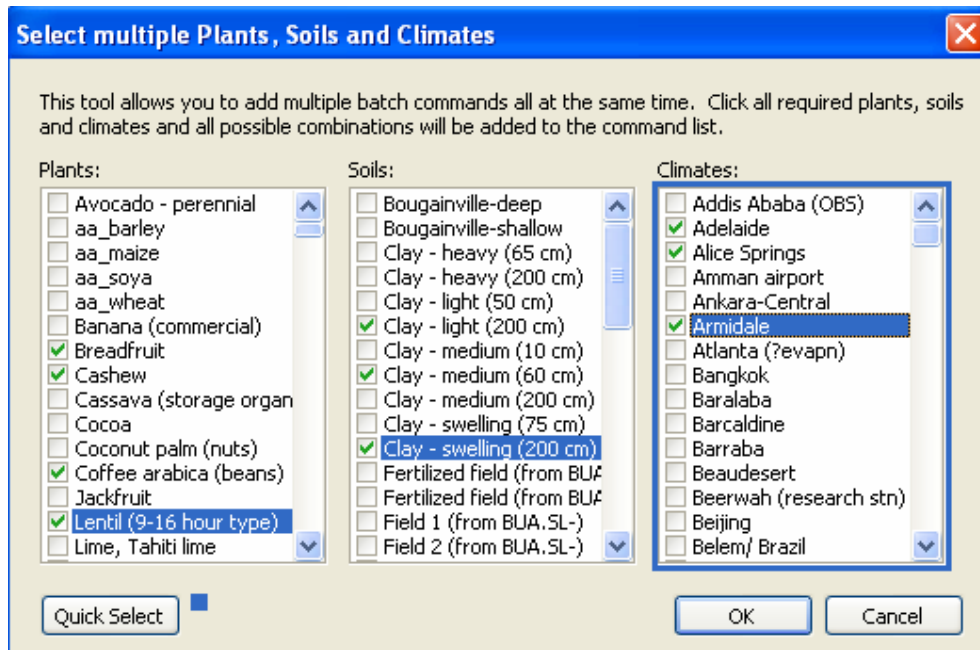 Select multiple Plants, Soils and Climates
This tool allows you to add multiple batch commands all at the same time. Click all required plants, soils
and climates and all possible combinations will be added to the command list.
Plants:
Avocado - perennial
aa_barley
aa_maize
aa_soya
aa_wheat
Banana (commercial)
Breadfruit
Cashew
Cassava (storage organ
Cocoa
Coconut palm (nuts)
Coffee arabica (beans)
Jackfruit
Lentil (9-16 hour type)
Lime, Tahiti lime
Soils:
Bougainville-deep
Bougainville-shallow
Clay - heavy (65 cm)
Clay - heavy (200 cm)
Clay - light (50 cm)
Clay - light (200 cm)
Clay - medium (10 cm)
Clay - medium (60 cm)
Clay - medium (200 cm)
Clay - swelling (75 cm)
Clay - swelling (200 cm)
Fertilized field (from BUA
Fertilized field (from BUA
Field 1 (from BUA.SL-)
Field 2 (from BUA.SL-)
Climates:
Addis Ababa (OBS)
Adelaide
Alice Springs
Amman airport
Ankara-Central
Armidale
Atlanta (?evapn)
Bangkok
Baralaba
Barcaldine
Barraba
Beaudesert
Beerwah (research stn)
Beijing
Belem/ Brazil
Quick Select
OK
Cancel